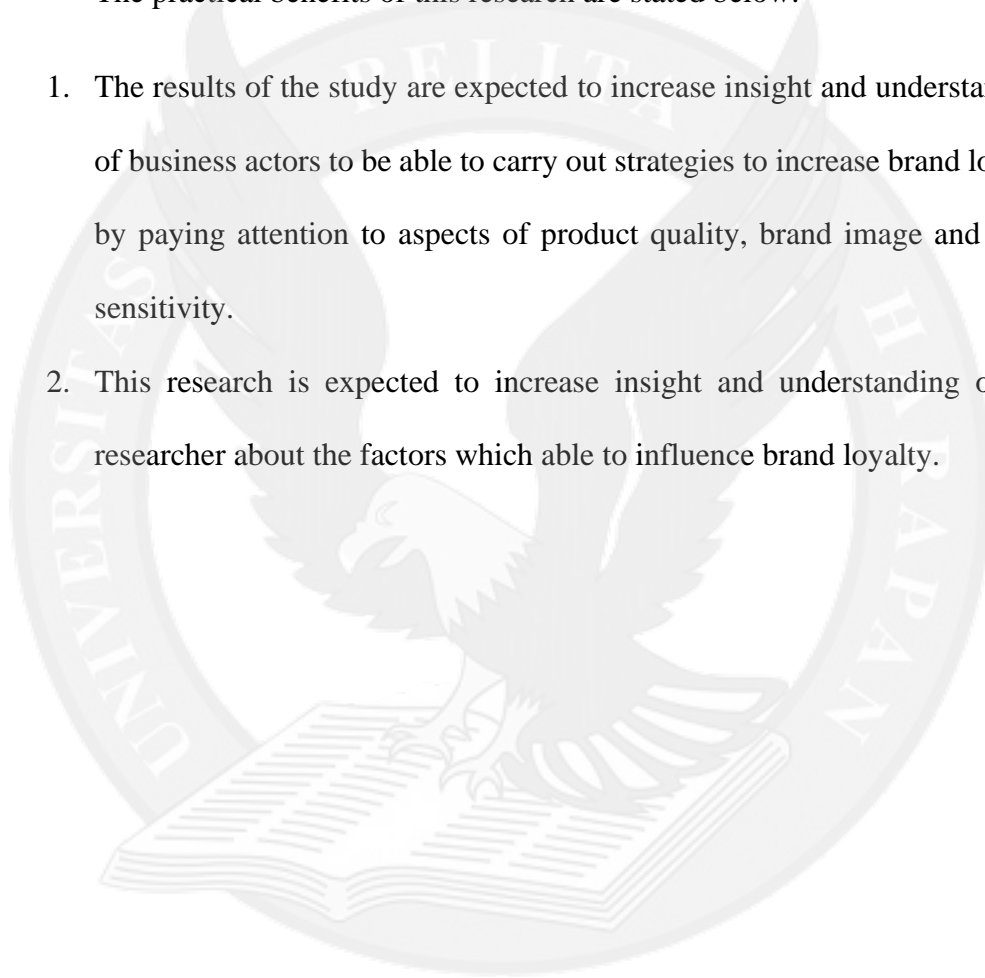 The practical benefits of this research are stated below:
1. The results of the study are expected to increase insight and
of business actors to be able to carry out strategies to increase brand
by paying attention to aspects of product quality, brand image and
sensitivity.
2. This research is expected to increase insight and understanding
researcher about the factors which able to influence brand loyalty.
UNIVERSITAS PELITA HARAPAN